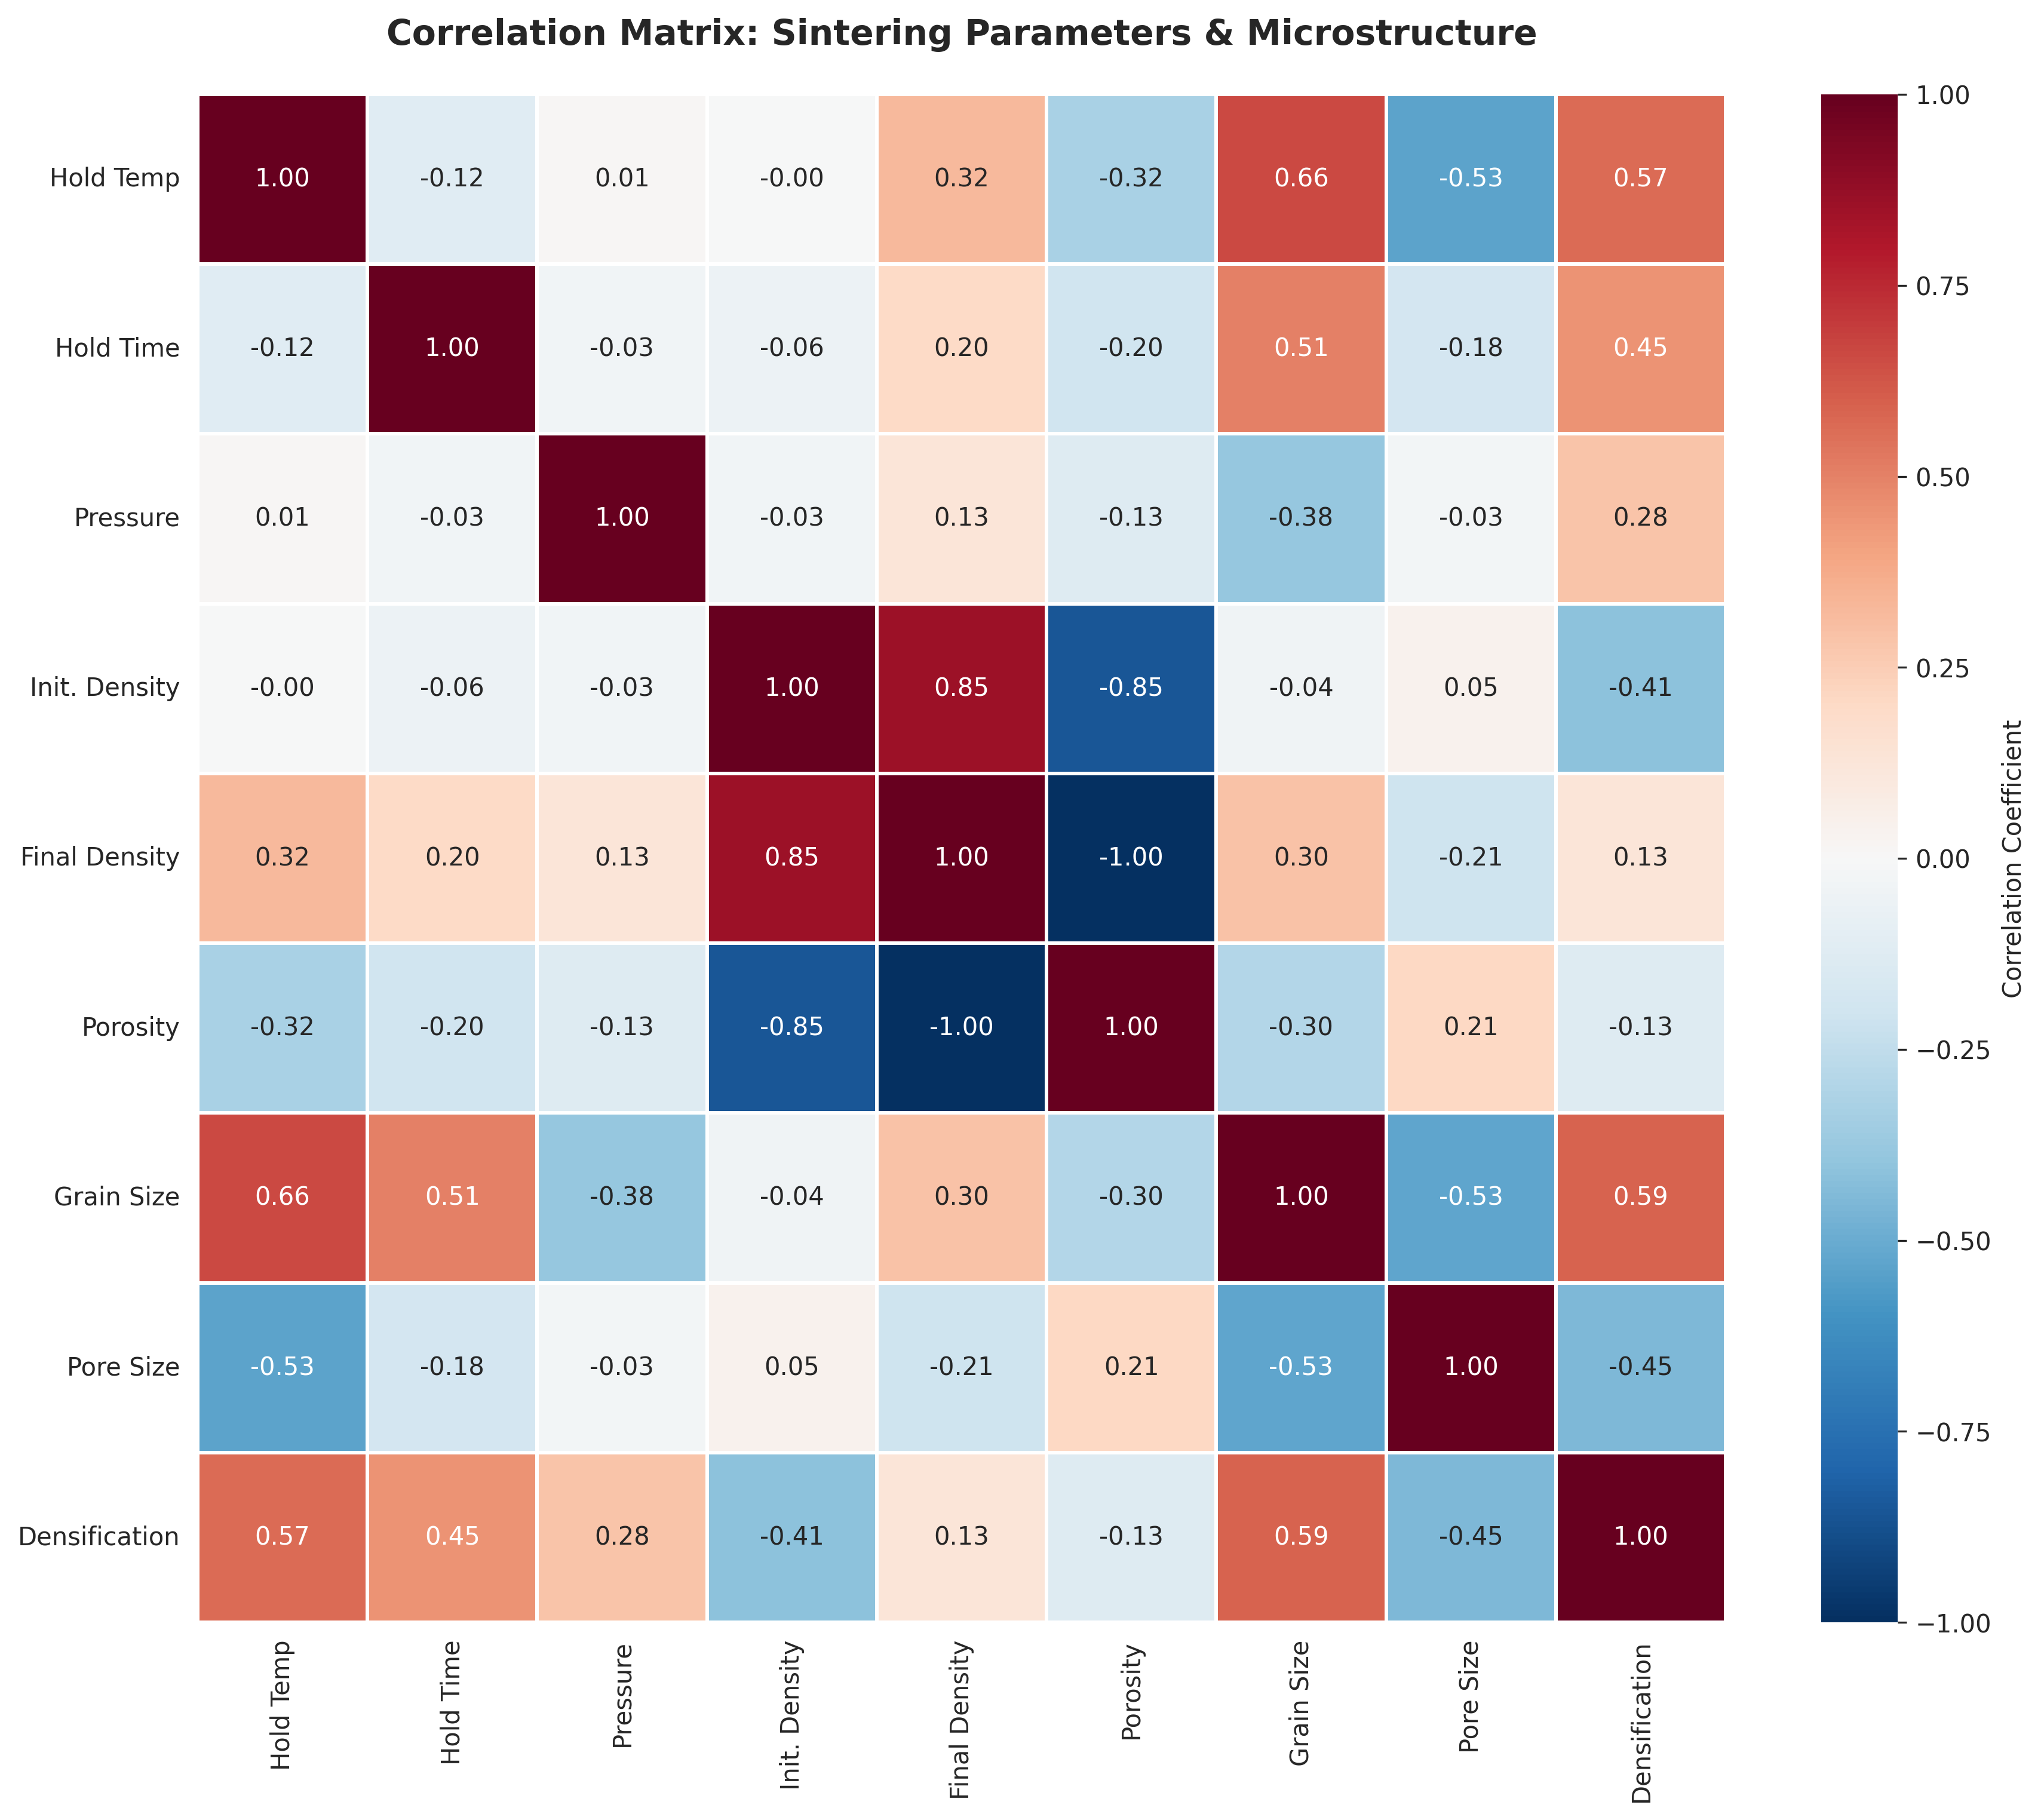 Correlation Matrix: Sintering Parameters & Microstructure
Hold Temp 1.00 -0.12 0.01 -0.00 0.32 -0.32 0.66 -0.53 0.57
Hold Time -0.12 1.00 -0.03 -0.06 0.20 -0.20 0.51 -0.18 0.45
Pressure 0.01 -0.03 1.00 -0.03 0.13 -0.13 -0.38 -0.03 0.28
Init. Density -0.00 -0.06 -0.03 1.00 0.85 -0.85 -0.04 0.05 -0.41
Final Density 0.32 0.20 0.13 0.85 1.00 -1.00 0.30 -0.21 0.13
Porosity -0.32 -0.20 -0.13 -0.85 -1.00 1.00 -0.30 0.21 -0.13
Grain Size 0.66 0.51 -0.38 -0.04 0.30 -0.30 1.00 -0.53 0.59
Pore Size -0.53 -0.18 -0.03 0.05 -0.21 0.21 -0.53 1.00 -0.45
Densification 0.57 0.45 0.28 -0.41 0.13 -0.13 0.59 -0.45 1.00
Hold Temp
Hold Time
Pressure
Init. Density
Final Density
Porosity
Grain Size
Pore Size
Densification
1.00
0.75
0.50
0.25
0.00
−0.25
−0.50
−0.75
−1.00
Correlation Coefficient